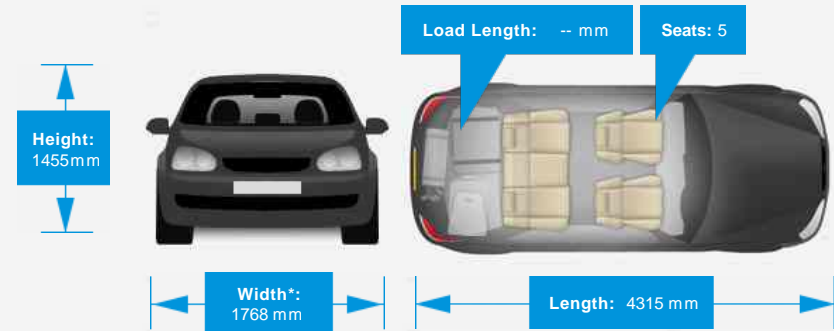 Load Length: -- mm
Seats: 5
Height:
1455mm
Width*:
1768 mm
Length: 4315 mm